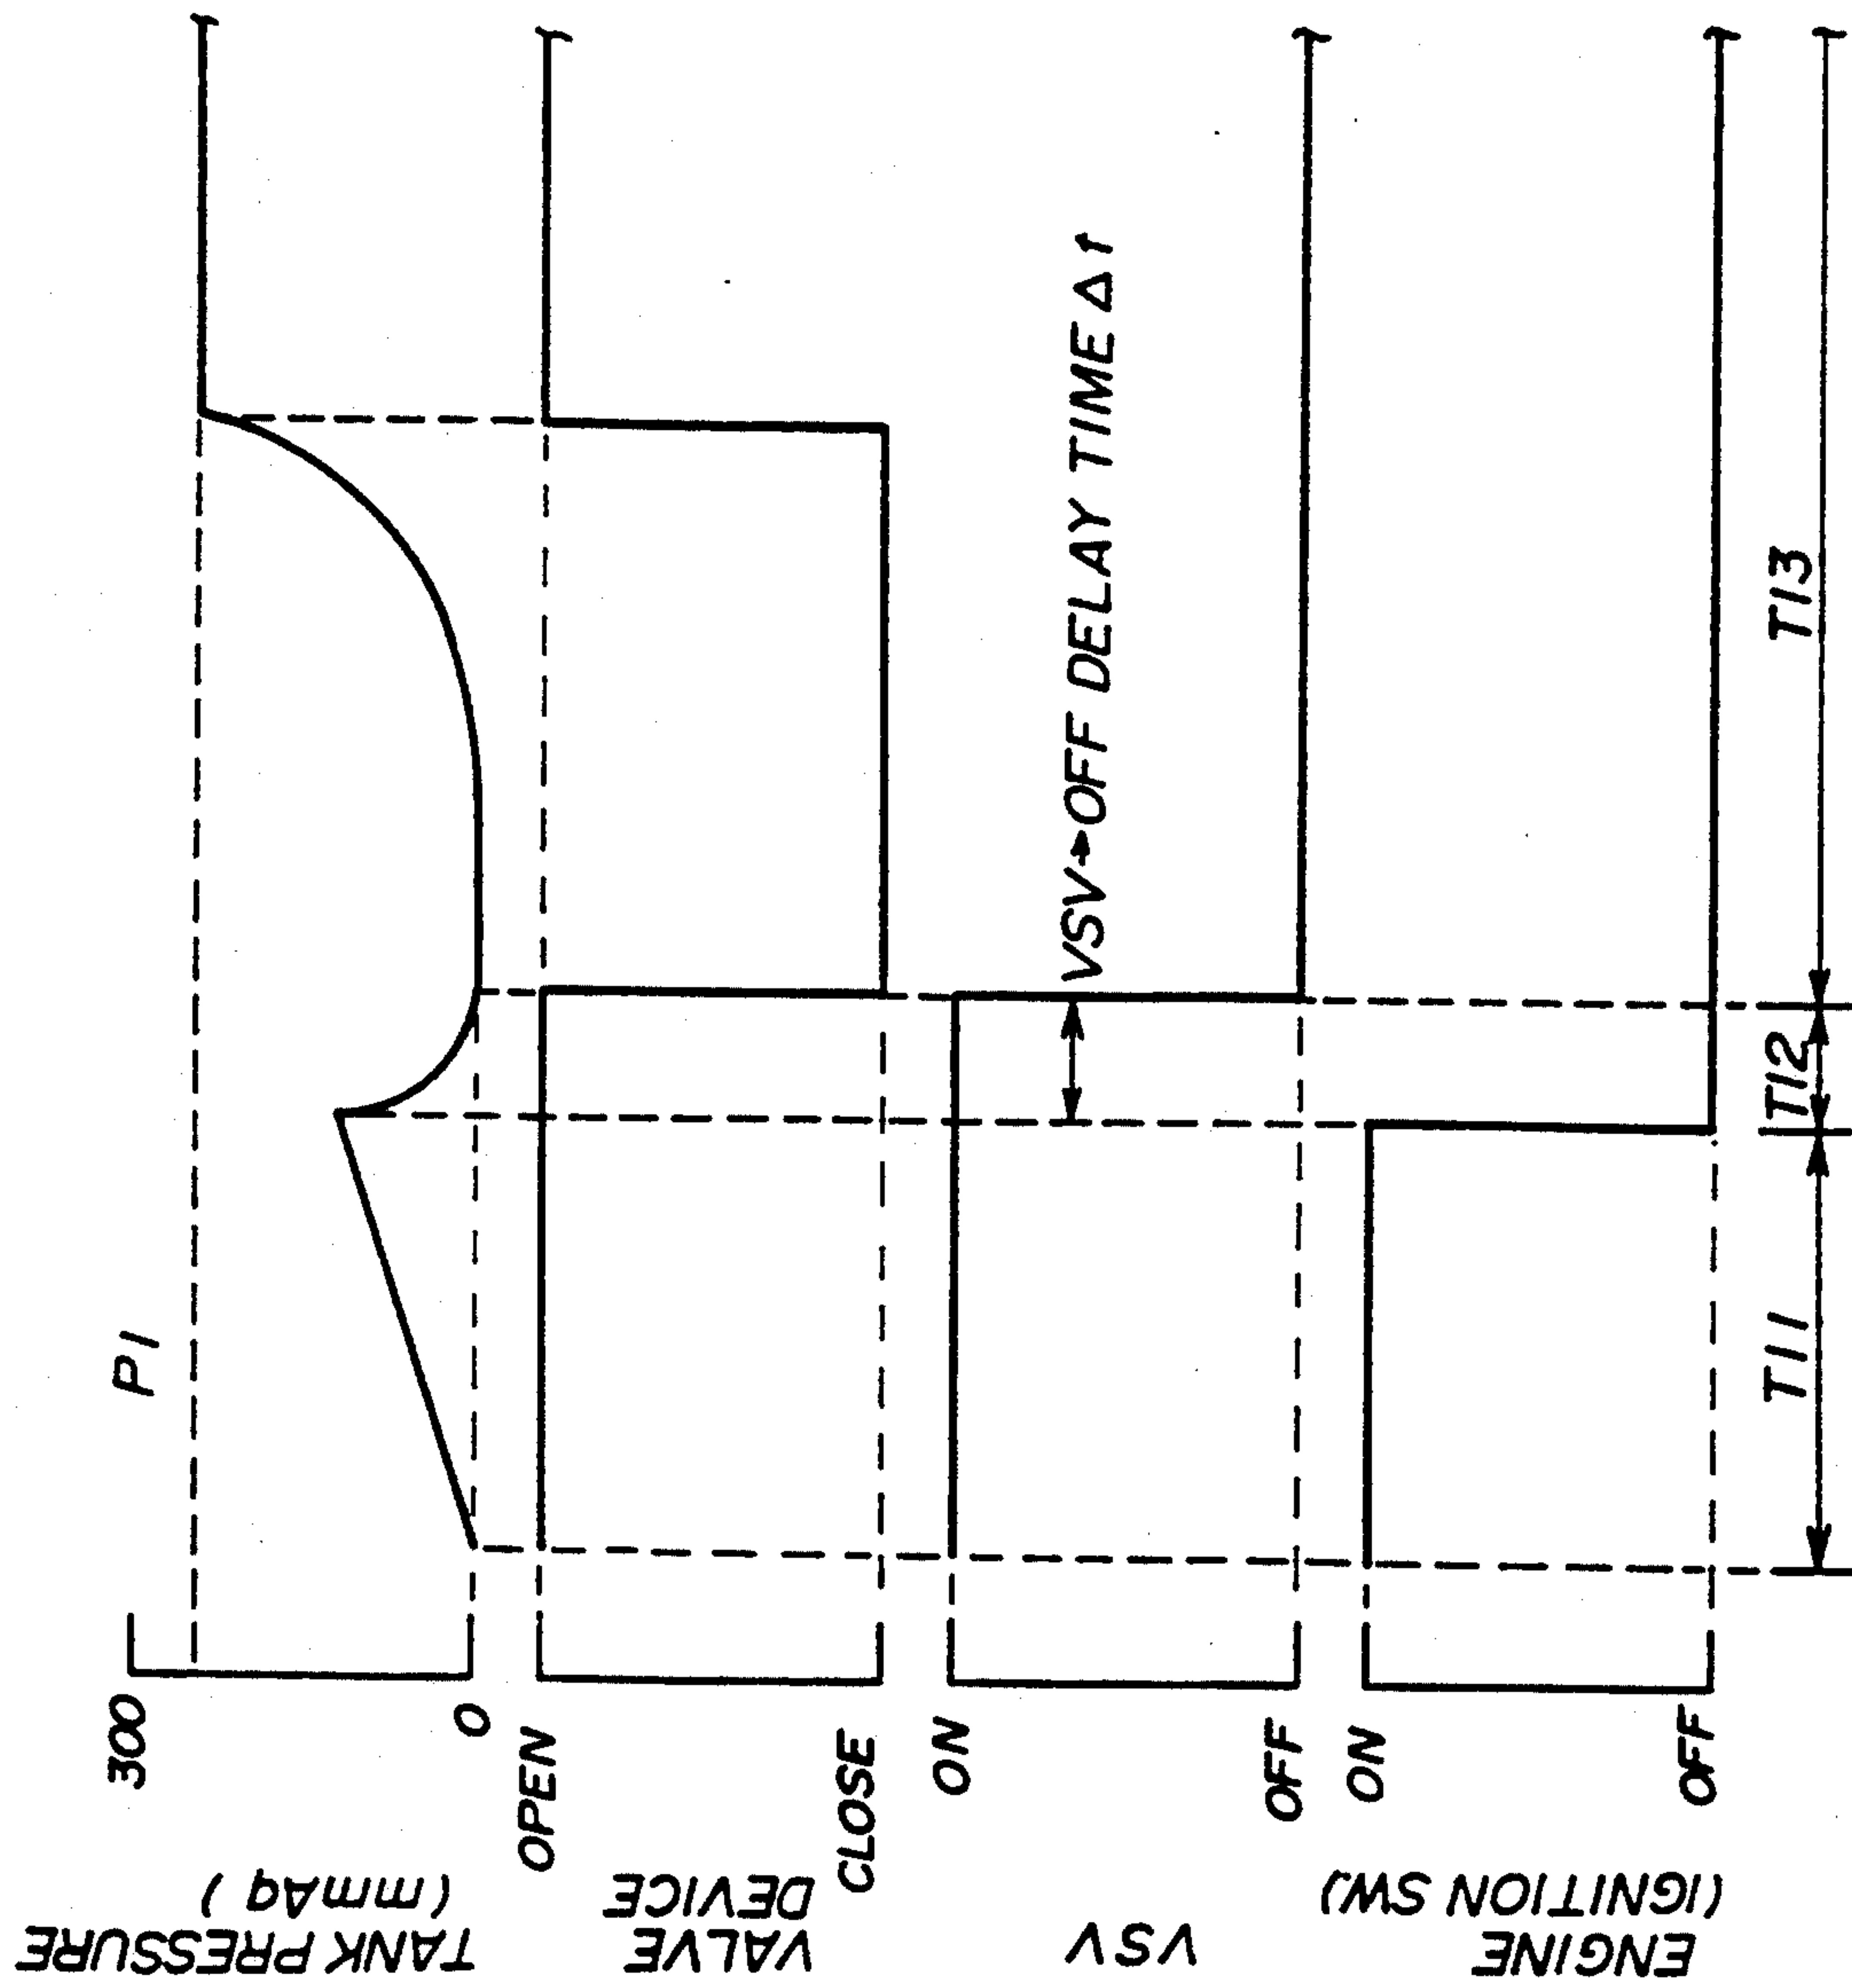 TANK PRESSURE
(mmAq)
300
0
P1
VALVE
DEVICE
OPEN
CLOSE
VSV
ON
OFF
VSV→OFF DELAY TIME Δt
ENGINE
(IGNITION SW)
ON
OFF
T11
T12
T13